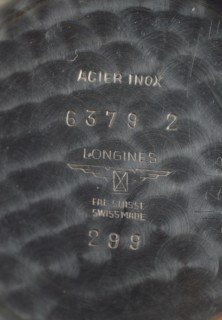 ACIER INOX
6379 2
LONGINES
FAB. SUISSE
SWISS MADE
299